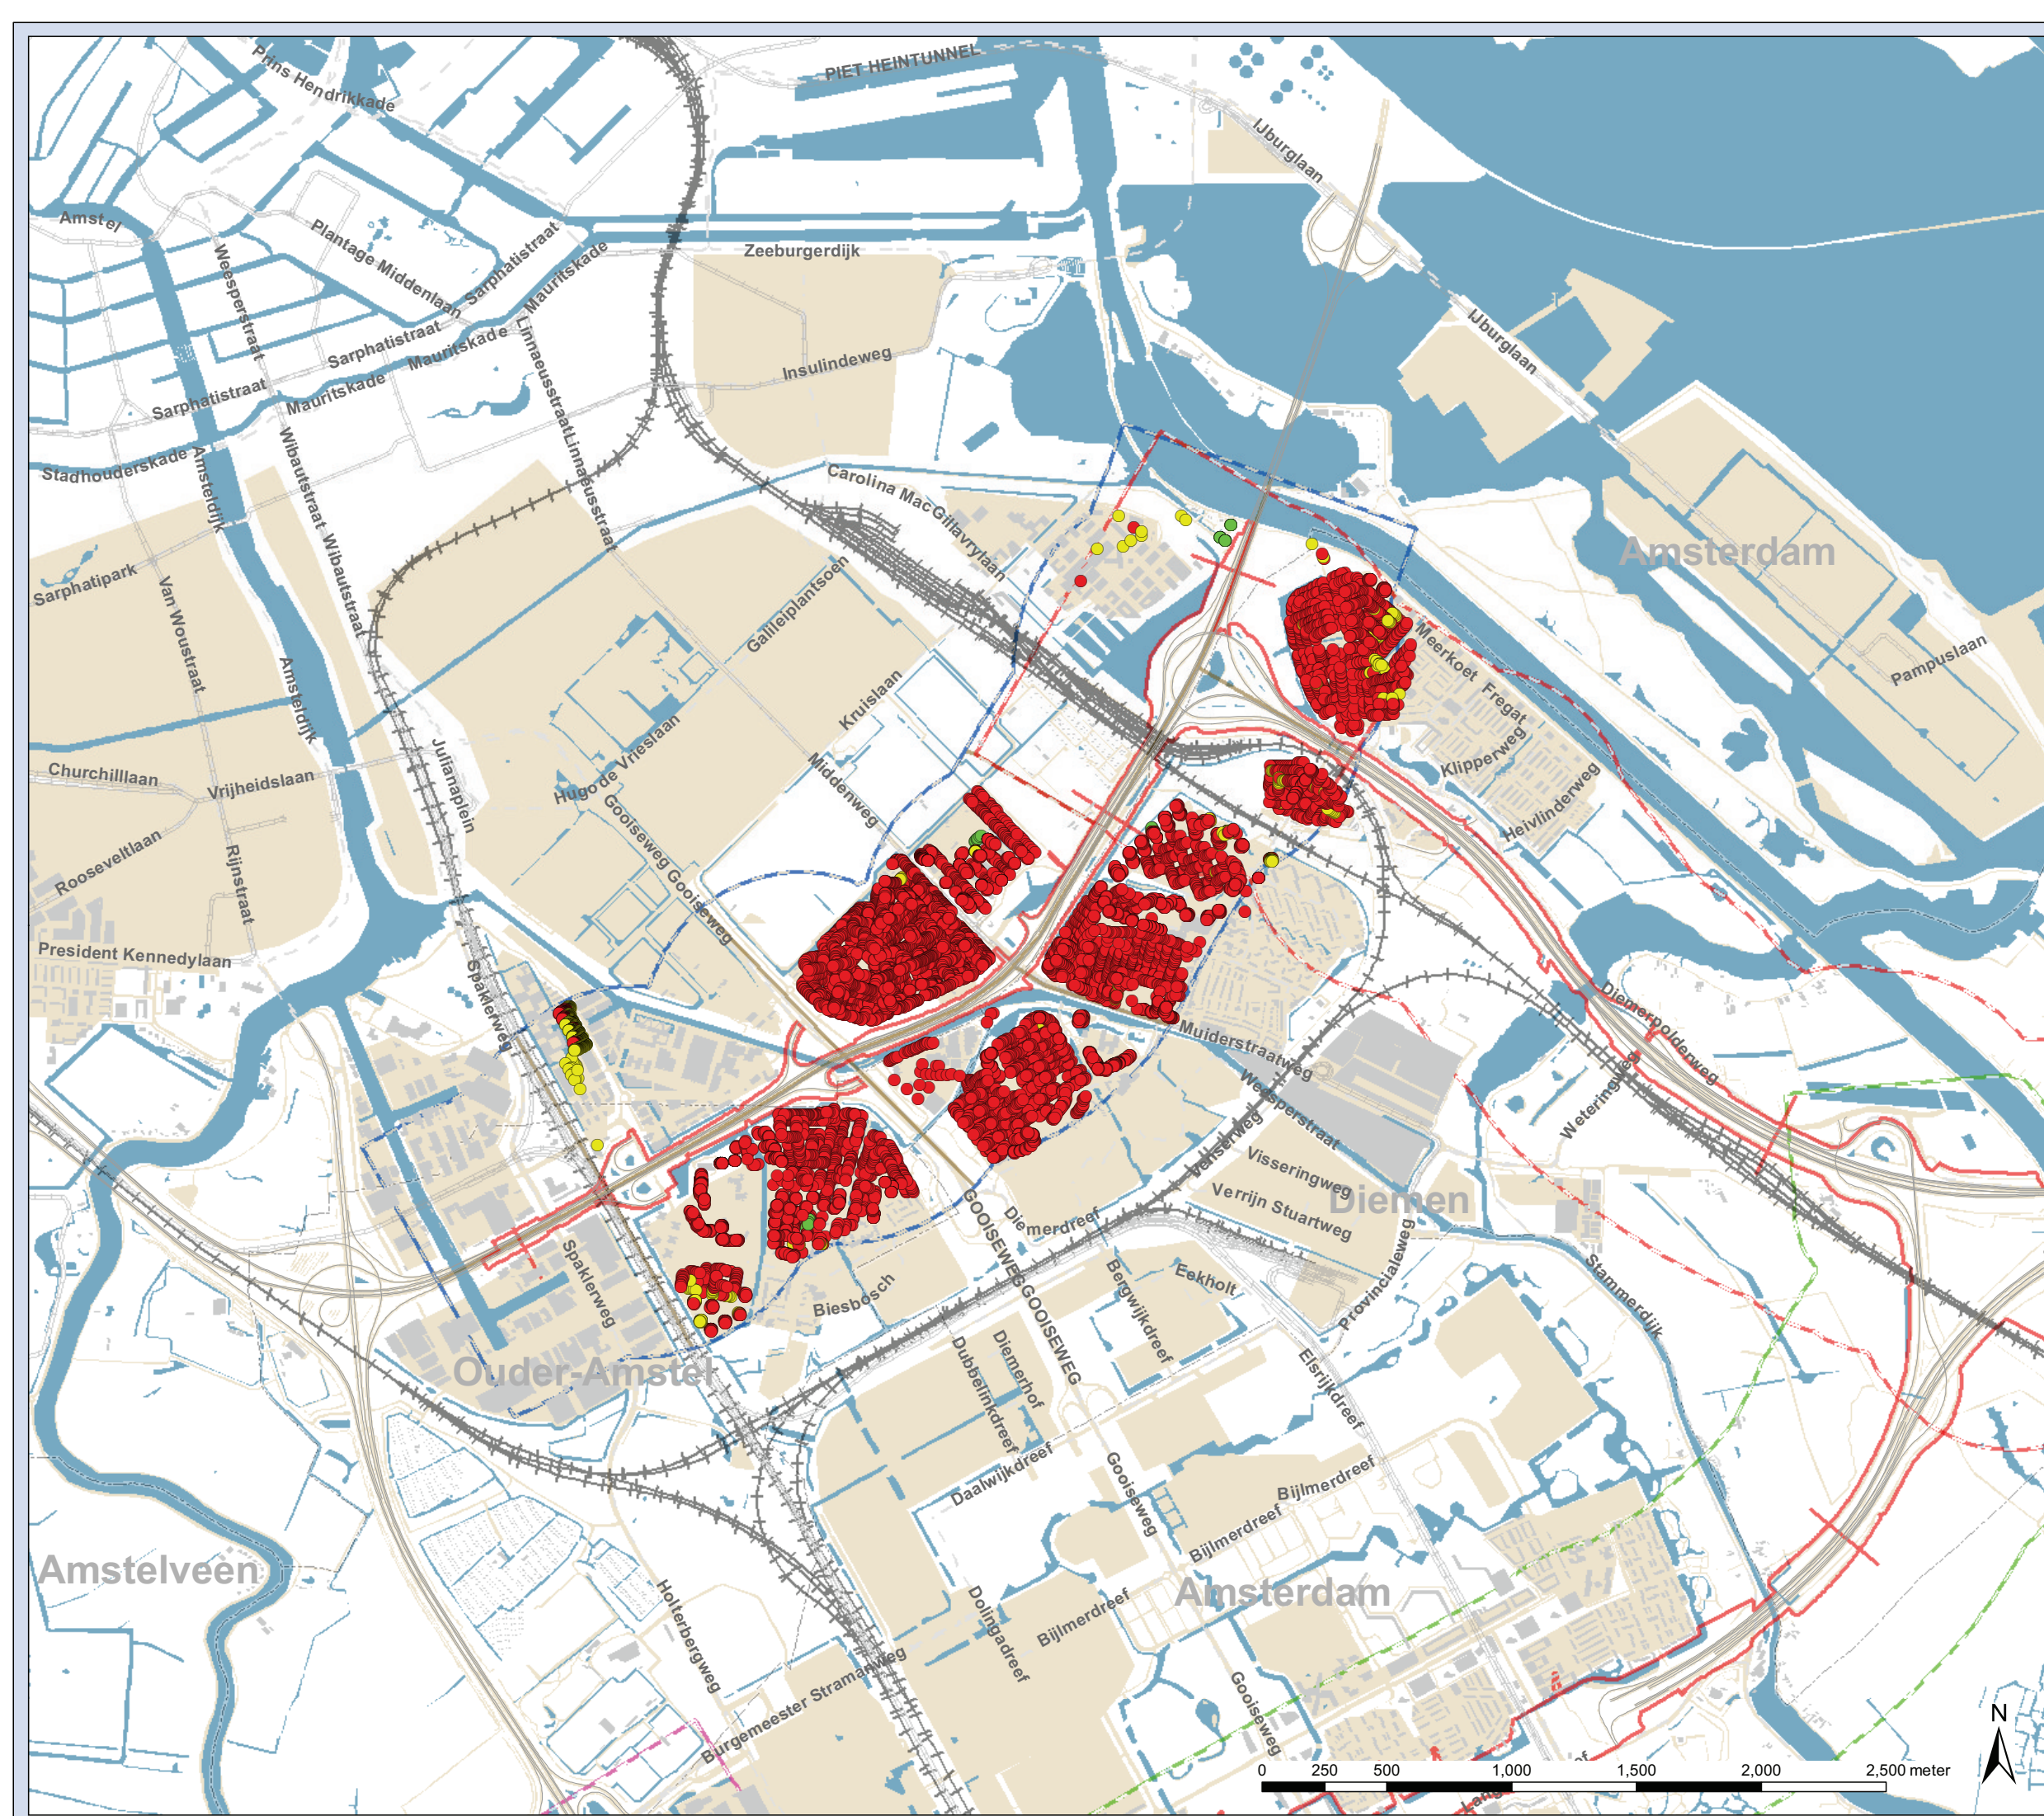 Prins Hendrikkade
PIET HEINTUNNEL
IJburglaan
Amstel
Weesperstraat
Plantage Middenlaan
Sarphatistraat
Mauritskade
Zeeburgerdijk
IJburglaan
Sarphatistraat
Mauritskade
Linnaeusstraat
Linnaeusstraat
Insulindeweg
Sarphatistraat
Mauritskade
Stadhouderskade
Amsteldijk
Wibautstraat
Wibautstraat
Carolina MacGillavrylaan
Amsterdam
Sarphatipark
Van Woustraat
Galileiplantsoen
Amsteldijk
Kruislaan
Meerkoet
Fregat
Pampuslaan
Klipperweg
Churchilllaan
Vrijheidslaan
Julianaplein
Hugo de Vrieslaan
Middenweg
Heivlinderweg
Gooiseweg
Gooiseweg
Rooseveltlaan
Rijnstraat
President Kennedylaan
Spaklerweg
Diemerpolderweg
Muiderstraatweg
Weteringweg
Weesperstraat
Venserweg
Visseringweg
Verrijn Stuartweg
Diemen
GOOISEWEG
GOOISEWEG
Diemerdreef
Provincialeweg
Spaklerweg
Biesbosch
Bergwijkdreef
Eekholt
Stammerdijk
Ouder-Amstel
Dubbelinkdreef
Diemerhof
Elsrijkdreef
Daalwijkdreef
Gooiseweg
Bijlmerdreef
Bijlmerdreef
Amstelveen
Amsterdam
Holterbergweg
Dolingadreef
Bijlmerdreef
Burgemeester Stramanweg
Gooiseweg
N
0 250 500 1,000 1,500 2,000 2,500 meter